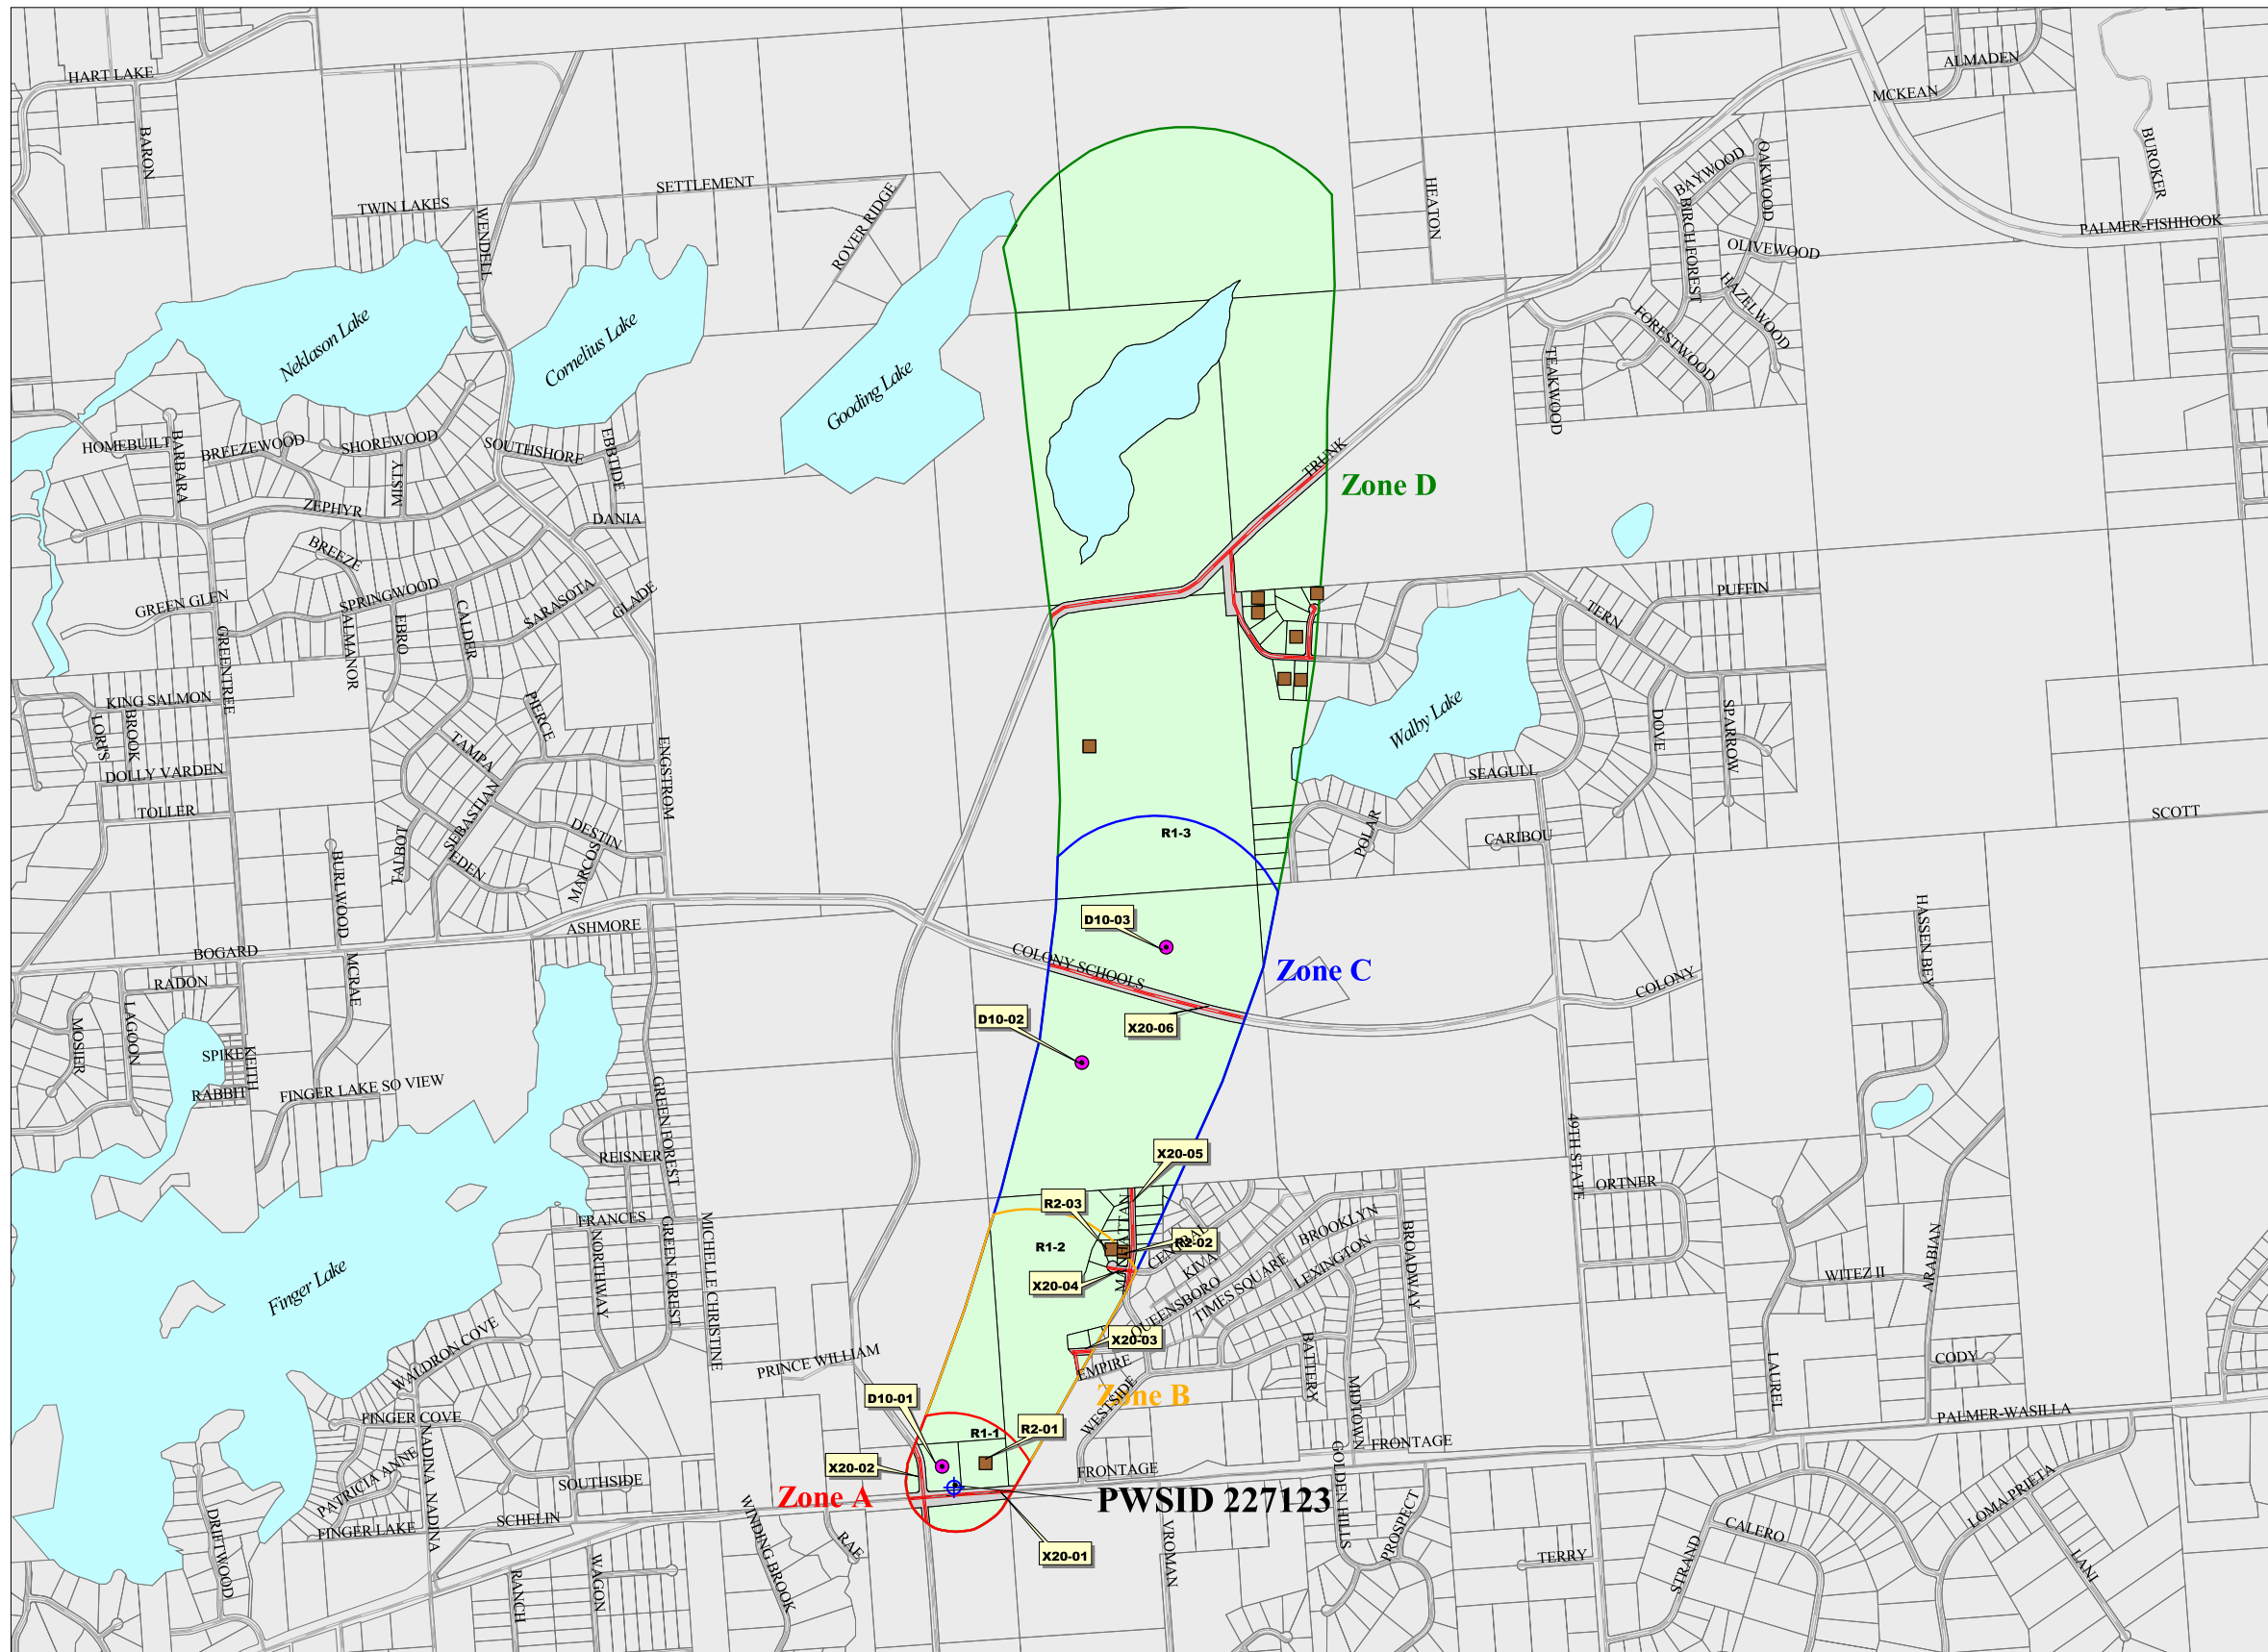 HART LAKE
BARON
ALMADEN
MCKEAN
BUROKER
PALMER-FISHHOOK
TWIN LAKES
WENDELL
SETTLEMENT
ROVER RIDGE
HEATON
BAYWOOD
OAKWOOD
BIRCH FOREST
OLIVEWOOD
HAZELWOOD
FORESTWOOD
TEAKWOOD
Neklason Lake
Cornelius Lake
Gooding Lake
HOMEBUILT
BARBARA
BREEZEWOOD
SHOREWOOD
MISTY
SOUTHSHORE
EBBTIDE
TRUNK
Zone D
ZEPHYR
DANIA
BREEZE
GREEN GLEN
SPRINGWOOD
SARASOTA
GLADE
CALDER
EBRO
ALMANOR
GREENTREE
PUFFIN
TERN
KING SALMON
LORI'S
BROOK
PIERCE
TAMPA
ENGSTROM
Walby Lake
DOVE
SPARROW
DOLLY VARDEN
TOLLER
SEAGULL
SCOTT
SEBASTIAN
DESTIN
MARCOS
TALBOT
EDEN
BURLWOOD
R1-3
POLAR
CARIBOU
ASHMORE
D10-03
HASSEN BEY
BOGARD
RADON
MCRAE
COLONY SCHOOLS
Zone C
COLONY
LAGOON
MOSIER
D10-02
X20-06
SPIKE
KEITH
RABBIT
FINGER LAKE SO VIEW
GREEN FOREST
REISNER
49TH STATE
X20-05
ORTNER
R2-03
MANHATTAN
FRANCES
NORTHWAY
GREEN FOREST
MICHELLE CHRISTINE
R1-2
R2-02
CENTRAL
KIVA
BROOKLYN
BROADWAY
ARABIAN
X20-04
QUEENSBORO
TIMES SQUARE
LEXINGTON
WITEZ II
Finger Lake
X20-03
WALDRON COVE
PRINCE WILLIAM
EMPIRE
BATTERY
LAUREL
CODY
D10-01
Zone B
WESTSIDE
MIDTOWN
PALMER-WASILLA
FINGER COVE
R1-1
R2-01
NADINA
NADINA
PATRICIA ANNE
X20-02
FRONTAGE
FRONTAGE
SOUTHSIDE
Zone A
PWSID 227123
GOLDEN HILLS
PROSPECT
LOMA PRIETA
DRIFTWOOD
FINGER LAKE
SCHELIN
WINDING BROOK
RAE
X20-01
VROMAN
TERRY
STRAND
CALERO
LANI
RANCH
WAGON